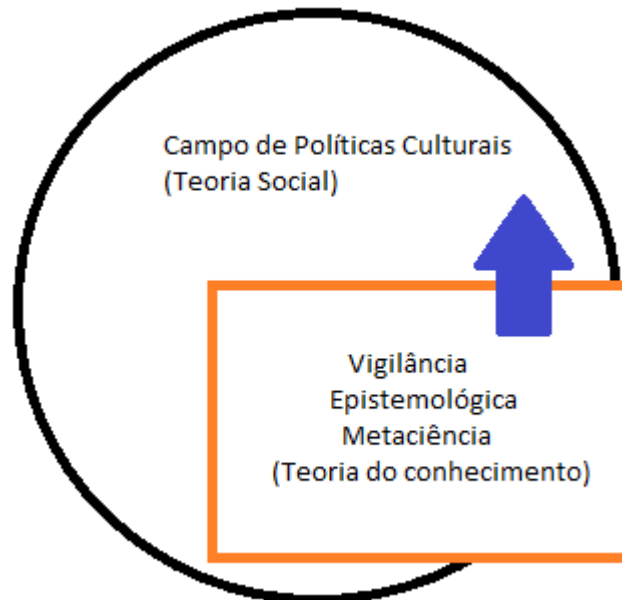 Campo de Políticas Culturais
(Teoria Social)
Vigilância
Epistemológica
Metaciência
(Teoria do conhecimento)